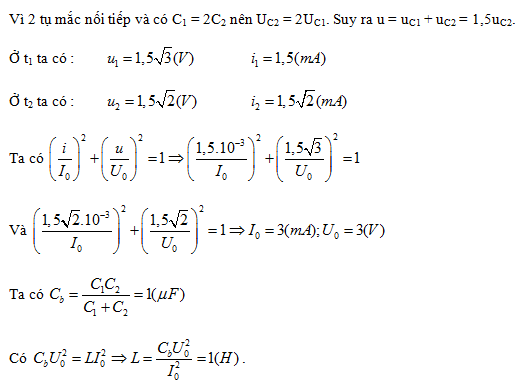 Vì 2 tụ mắc nối tiếp và có C₁ = 2C₂ nên U_C2 = 2U_C1. Suy ra u = u_C1 + u_C2 = 1,5u_C2.
Ở t₁ ta có : u₁ = 1,5√3(V) i₁ = 1,5(mA)
Ở t₂ ta có : u₂ = 1,5√2(V) i₂ = 1,5√2(mA)
Ta có (i/I₀)² + (u/U₀)² = 1 ⇒ (1,5.10⁻³/I₀)² + (1,5√3/U₀)² = 1
Và (1,5√2.10⁻³/I₀)² + (1,5√2/U₀)² = 1 ⇒ I₀ = 3(mA); U₀ = 3(V)
Ta có C_b = C₁C₂/(C₁ + C₂) = 1(μF)
Có C_bU₀² = LI₀² ⇒ L = C_bU₀²/I₀² = 1(H).